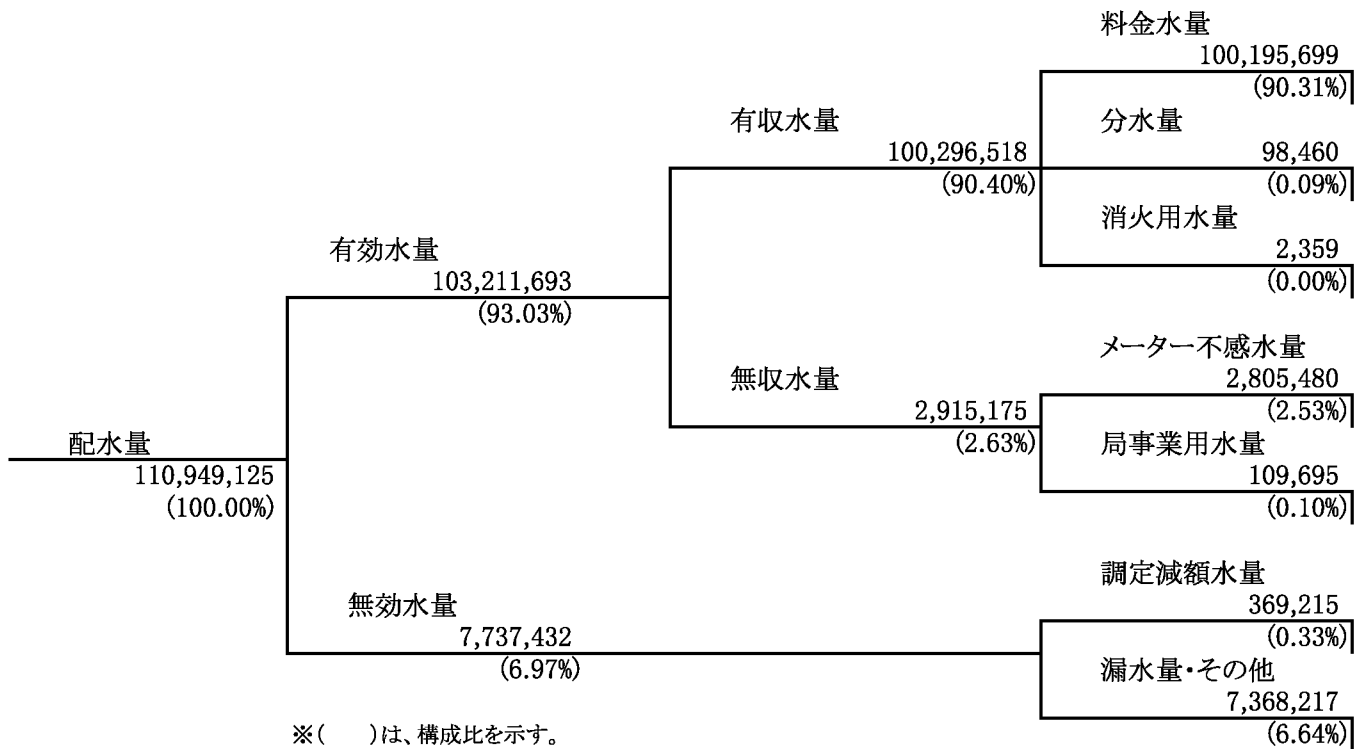 料金水量
100,195,699
(90.31%)
有収水量
100,296,518
(90.40%)
分水量
98,460
(0.09%)
消火用水量
2,359
(0.00%)
有効水量
103,211,693
(93.03%)
メーター不感水量
2,805,480
(2.53%)
無収水量
2,915,175
(2.63%)
局事業用水量
109,695
(0.10%)
配水量
110,949,125
(100.00%)
調定減額水量
369,215
(0.33%)
無効水量
7,737,432
(6.97%)
漏水量・その他
7,368,217
(6.64%)
※(　　)は、構成比を示す。